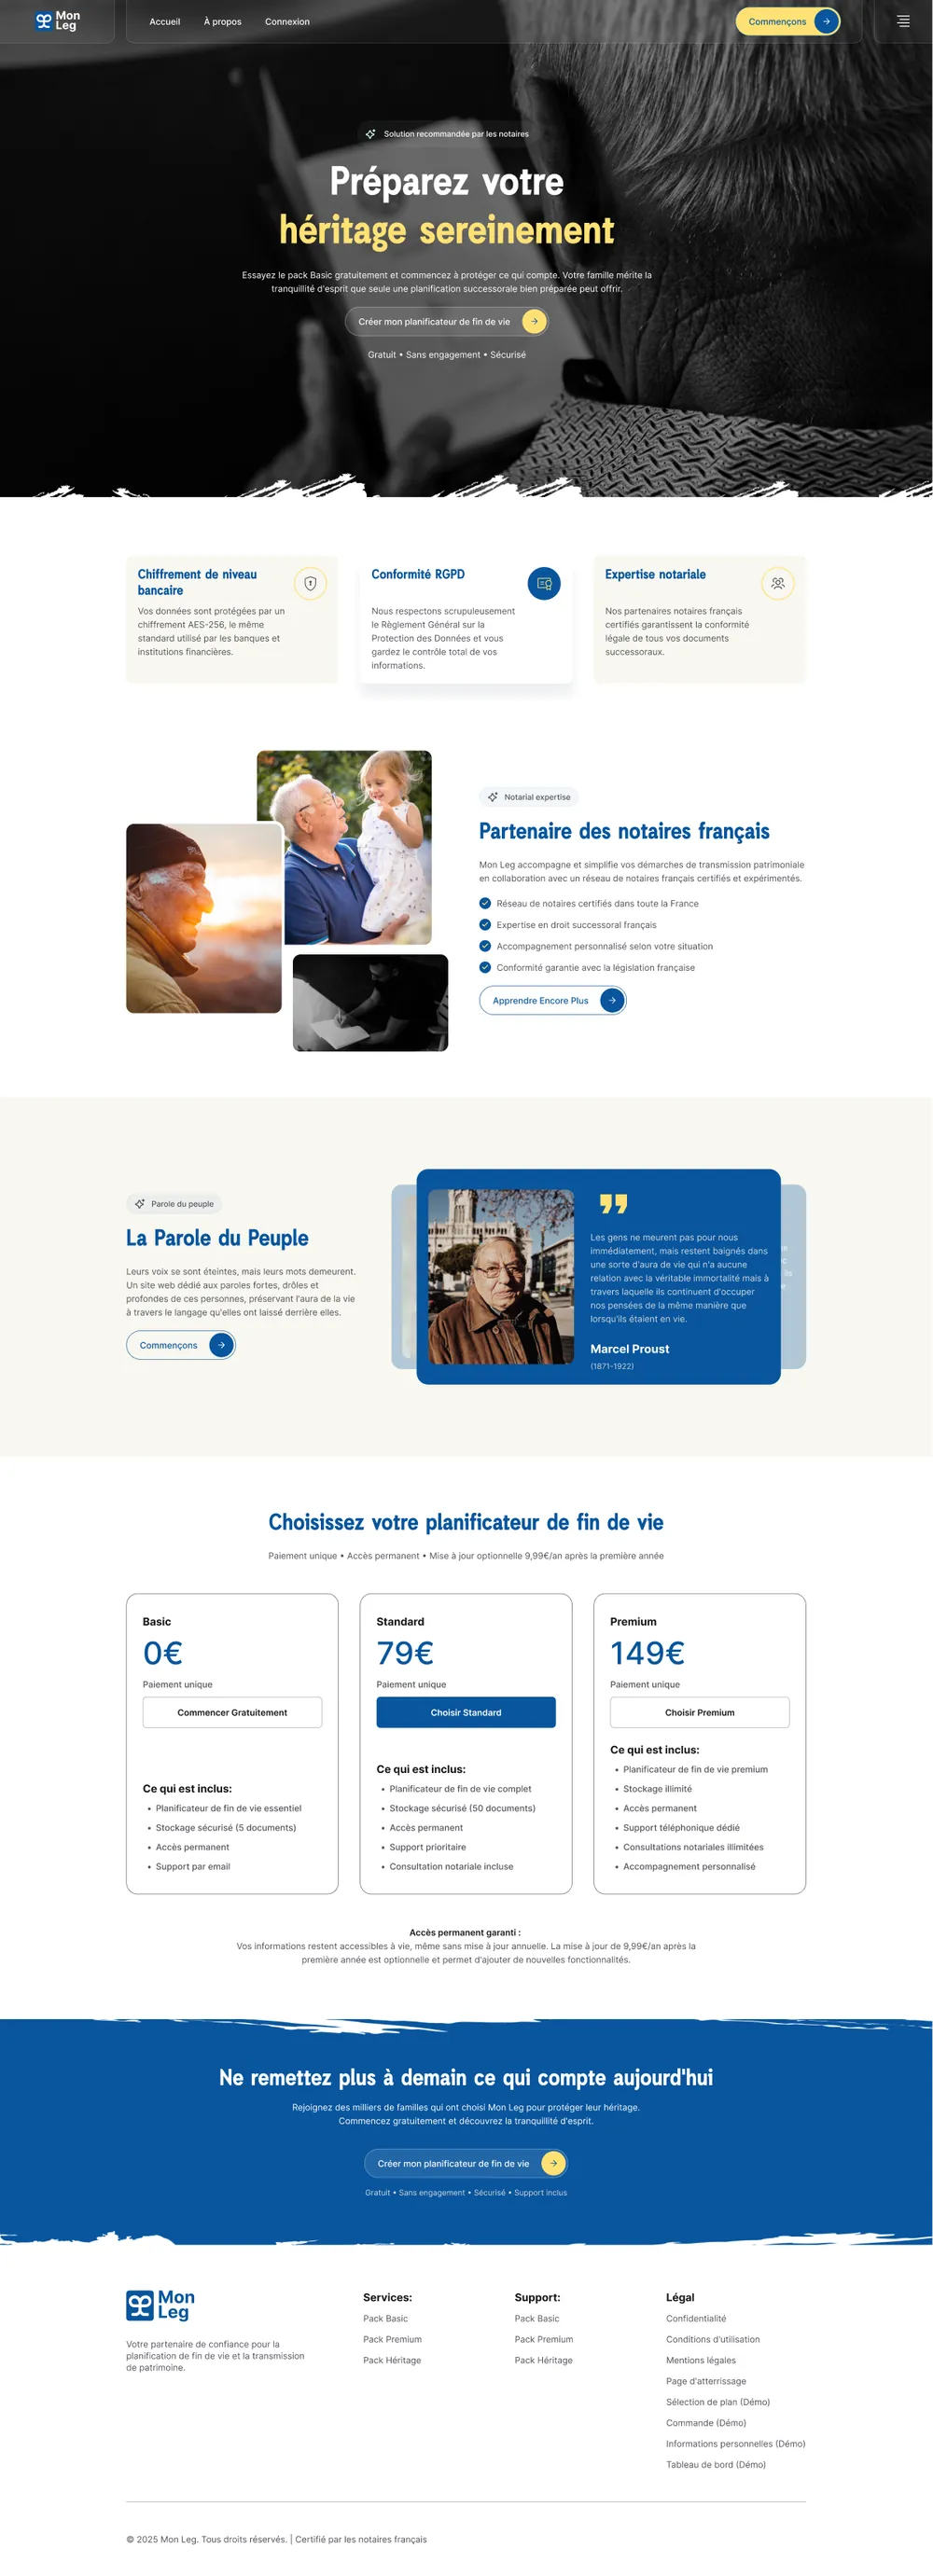 Mon
Leg
Accueil
À propos
Connexion
Commençons
Solution recommandée par les notaires
Préparez votre
héritage sereinement
Essayez le pack Basic gratuitement et commencez à protéger ce qui compte. Votre famille mérite la
tranquillité d'esprit que seule une planification successorale bien préparée peut offrir.
Créer mon planificateur de fin de vie
Gratuit • Sans engagement • Sécurisé
Chiffrement de niveau
bancaire
Vos données sont protégées par un
chiffrement AES-256, le même
standard utilisé par les banques et
institutions financières.
Conformité RGPD
Nous respectons scrupuleusement
le Règlement Général sur la
Protection des Données et vous
gardez le contrôle total de vos
informations.
Expertise notariale
Nos partenaires notaires français
certifiés garantissent la conformité
légale de tous vos documents
successoraux.
Notarial expertise
Partenaire des notaires français
Mon Leg accompagne et simplifie vos démarches de transmission patrimoniale
en collaboration avec un réseau de notaires français certifiés et expérimentés.
Réseau de notaires certifiés dans toute la France
Expertise en droit successoral français
Accompagnement personnalisé selon votre situation
Conformité garantie avec la législation française
Apprendre Encore Plus
Parole du peuple
La Parole du Peuple
Leurs voix se sont éteintes, mais leurs mots demeurent.
Un site web dédié aux paroles fortes, drôles et
profondes de ces personnes, préservant l'aura de la vie
à travers le langage qu'elles ont laissé derrière elles.
Commençons
Les gens ne meurent pas pour nous
immédiatement, mais restent baignés dans
une sorte d'aura de vie qui n'a aucune
relation avec la véritable immortalité mais à
travers laquelle ils continuent d'occuper
nos pensées de la même manière que
lorsqu'ils étaient en vie.
Marcel Proust
(1871–1922)
Choisissez votre planificateur de fin de vie
Paiement unique • Accès permanent • Mise à jour optionnelle 9,99€/an après la première année
Basic
0€
Paiement unique
Commencer Gratuitement
Ce qui est inclus:
• Planificateur de fin de vie essentiel
• Stockage sécurisé (5 documents)
• Accès permanent
• Support par email
Standard
79€
Paiement unique
Choisir Standard
Ce qui est inclus:
• Planificateur de fin de vie complet
• Stockage sécurisé (50 documents)
• Accès permanent
• Support prioritaire
• Consultation notariale incluse
Premium
149€
Paiement unique
Choisir Premium
Ce qui est inclus:
• Planificateur de fin de vie premium
• Stockage illimité
• Accès permanent
• Support téléphonique dédié
• Consultations notariales illimitées
• Accompagnement personnalisé
Accès permanent garanti :
Vos informations restent accessibles à vie, même sans mise à jour annuelle. La mise à jour de 9,99€/an après la
première année est optionnelle et permet d'ajouter de nouvelles fonctionnalités.
Ne remettez plus à demain ce qui compte aujourd'hui
Rejoignez des milliers de familles qui ont choisi Mon Leg pour protéger leur héritage.
Commencez gratuitement et découvrez la tranquillité d'esprit.
Créer mon planificateur de fin de vie
Gratuit • Sans engagement • Sécurisé • Support inclus
Mon
Leg
Votre partenaire de confiance pour la
planification de fin de vie et la transmission
de patrimoine.
Services:
Pack Basic
Pack Premium
Pack Héritage
Support:
Pack Basic
Pack Premium
Pack Héritage
Légal
Confidentialité
Conditions d'utilisation
Mentions légales
Page d'atterrissage
Sélection de plan (Démo)
Commande (Démo)
Informations personnelles (Démo)
Tableau de bord (Démo)
© 2025 Mon Leg. Tous droits réservés. | Certifié par les notaires français